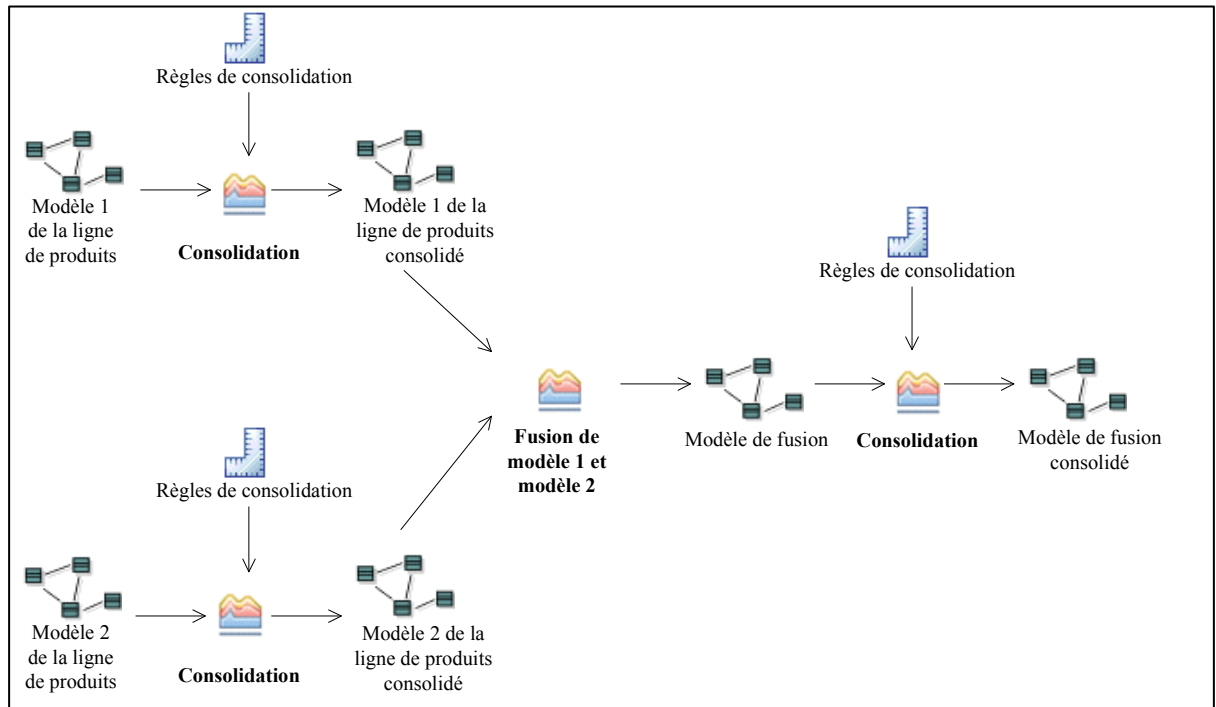 Règles de consolidation
Modèle 1
de la ligne
de produits
Consolidation
Modèle 1 de la
ligne de produits
consolidé
Règles de consolidation
Fusion de
modèle 1 et
modèle 2
Modèle de fusion
Consolidation
Modèle de fusion
consolidé
Règles de consolidation
Modèle 2
de la ligne
de produits
Consolidation
Modèle 2 de la
ligne de produits
consolidé